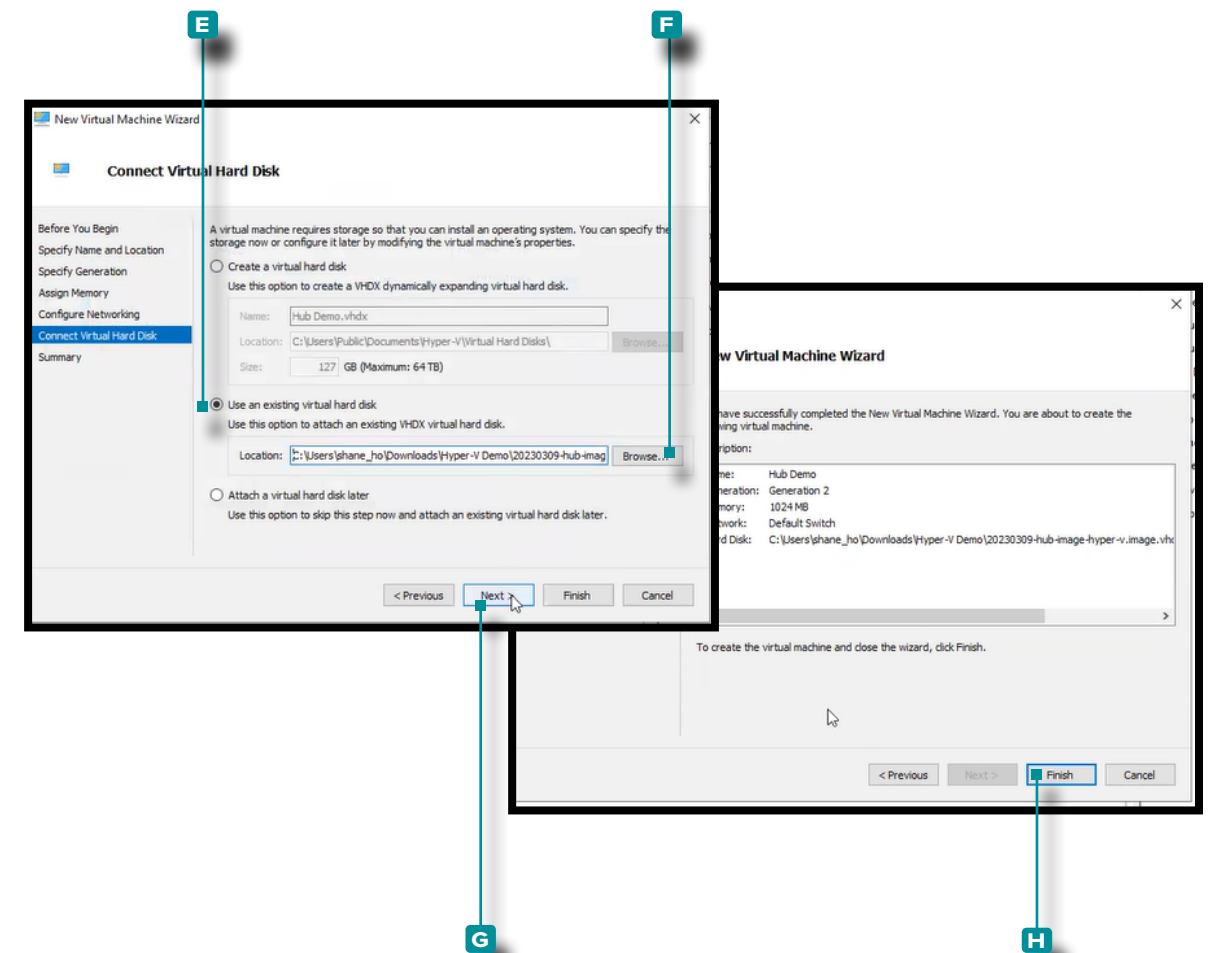 E
F
New Virtual Machine Wizard
Connect Virtual Hard Disk
Before You Begin
Specify Name and Location
Specify Generation
Assign Memory
Configure Networking
Connect Virtual Hard Disk
Summary
A virtual machine requires storage so that you can install an operating system. You can specify the
storage now or configure it later by modifying the virtual machine's properties.
Create a virtual hard disk
Use this option to create a VHDX dynamically expanding virtual hard disk.
Name: Hub Demo.vhdx
Location: C:\Users\Public\Documents\Hyper-V\Virtual Hard Disks\ Browse...
Size: 127 GB (Maximum: 64 TB)
Use an existing virtual hard disk
Use this option to attach an existing VHDX virtual hard disk.
Location: C:\Users\shane_ho\Downloads\Hyper-V Demo\20230309-hub-imag Browse...
Attach a virtual hard disk later
Use this option to skip this step now and attach an existing virtual hard disk later.
< Previous Next > Finish Cancel
ew Virtual Machine Wizard
have successfully completed the New Virtual Machine Wizard. You are about to create the
wing virtual machine.
ription:
me: Hub Demo
neration: Generation 2
mory: 1024 MB
twork: Default Switch
rd Disk: C:\Users\shane_ho\Downloads\Hyper-V Demo\20230309-hub-image-hyper-v.image.vh
To create the virtual machine and close the wizard, click Finish.
< Previous Next > Finish Cancel
G
H